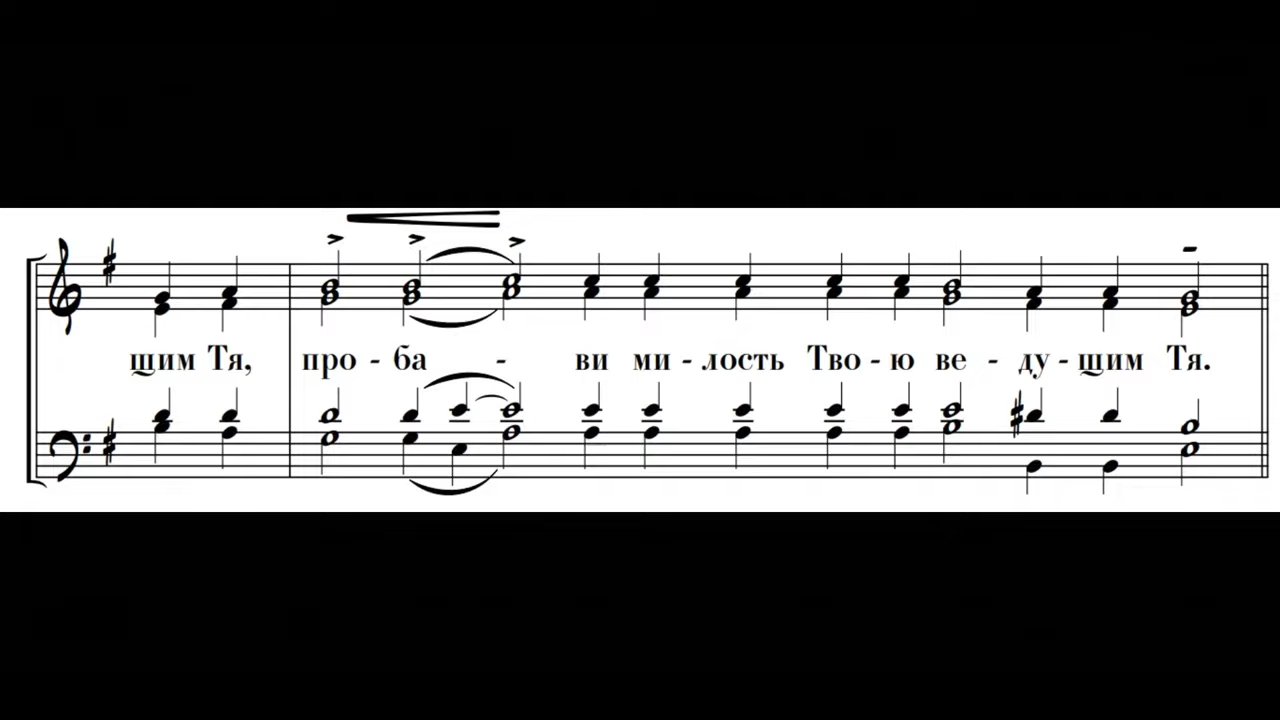 щим Тя, про - ба - ви ми - лость Тво - ю ве - ду - щим Тя.